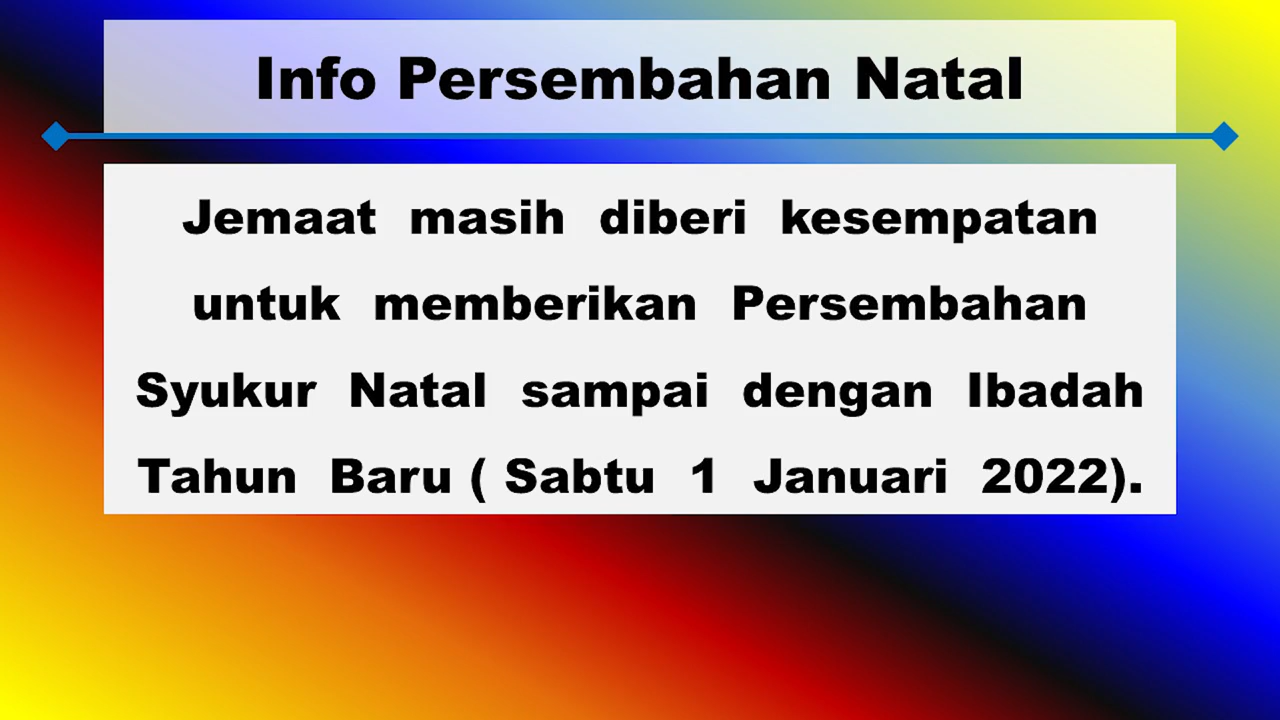 Info Persembahan Natal
Jemaat masih diberi kesempatan
untuk memberikan Persembahan
Syukur Natal sampai dengan Ibadah
Tahun Baru ( Sabtu 1 Januari 2022).